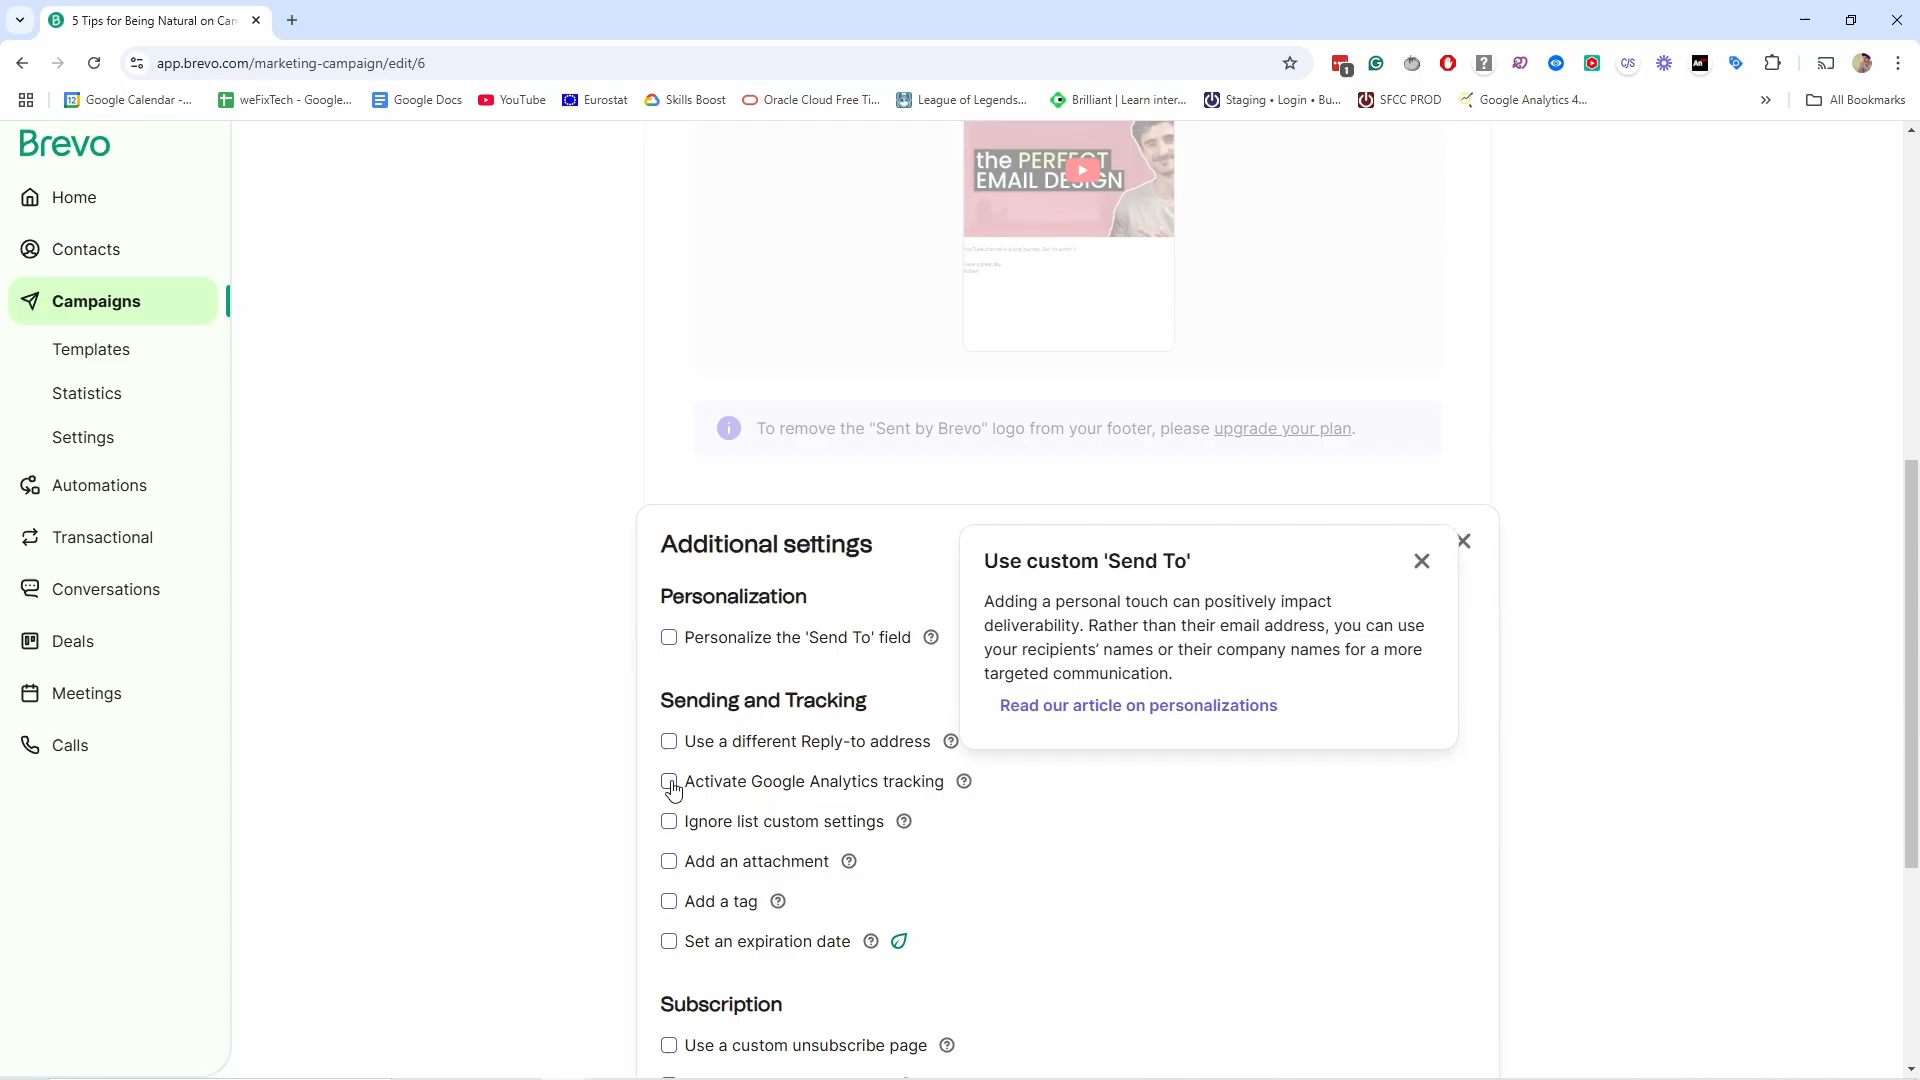 5 Tips for Being Natural on Cam
app.brevo.com/marketing-campaign/edit/6
1
C/S
An
Google Calendar -...
weFixTech - Google...
Google Docs
YouTube
Eurostat
Skills Boost
Oracle Cloud Free Ti...
League of Legends...
Brilliant | Learn inter...
Staging • Login • Bu...
SFCC PROD
Google Analytics 4...
All Bookmarks
Brevo
Home
Contacts
Campaigns
Templates
Statistics
Settings
Automations
Transactional
Conversations
Deals
Meetings
Calls
the PERFECT
EMAIL DESIGN
To remove the "Sent by Brevo" logo from your footer, please upgrade your plan.
Additional settings
Personalization
Personalize the 'Send To' field
Use custom 'Send To'
Adding a personal touch can positively impact
deliverability. Rather than their email address, you can use
your recipients' names or their company names for a more
targeted communication.
Read our article on personalizations
Sending and Tracking
Use a different Reply-to address
Activate Google Analytics tracking
Ignore list custom settings
Add an attachment
Add a tag
Set an expiration date
Subscription
Use a custom unsubscribe page